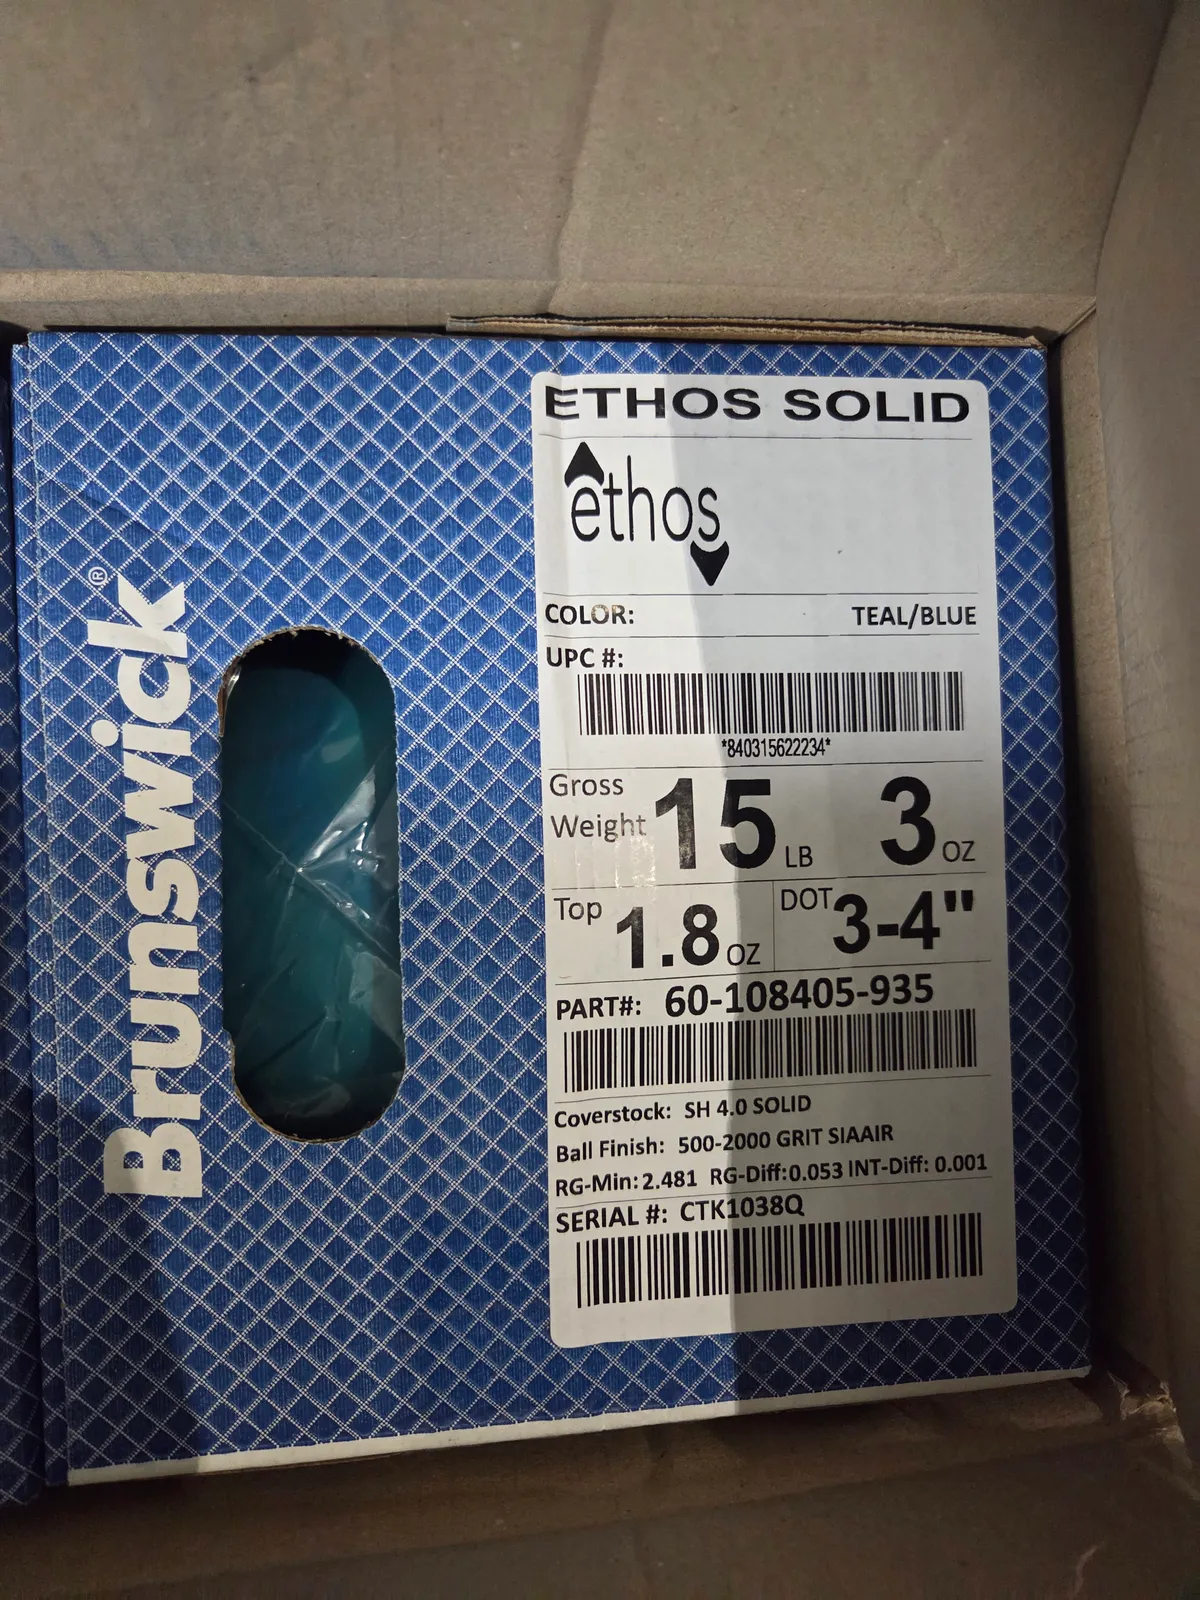 Brunswick®
ETHOS SOLID
ethos
COLOR: TEAL/BLUE
UPC #:
*840315622234*
Gross Weight 15 LB 3 OZ
Top 1.8 OZ DOT 3-4"
PART#: 60-108405-935
Coverstock: SH 4.0 SOLID
Ball Finish: 500-2000 GRIT SIAAIR
RG-Min: 2.481 RG-Diff: 0.053 INT-Diff: 0.001
SERIAL #: CTK1038Q